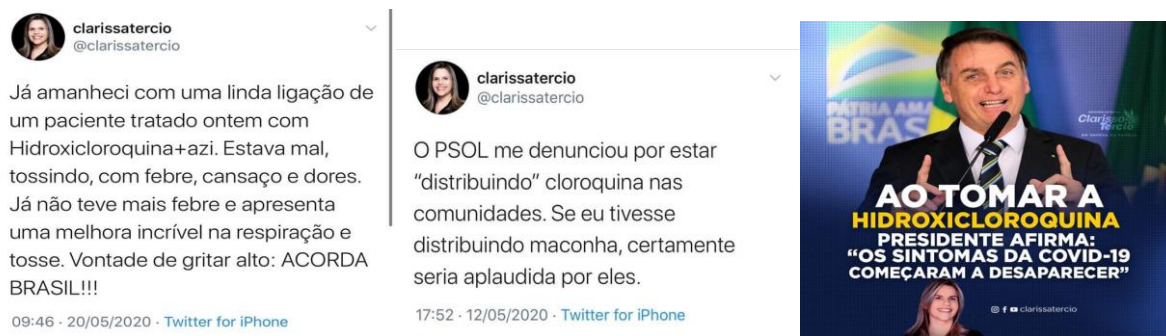 clarissatercio
@clarissatercio
Já amanheci com uma linda ligação de
um paciente tratado ontem com
Hidroxicloroquina+azi. Estava mal,
tossindo, com febre, cansaço e dores.
Já não teve mais febre e apresenta
uma melhora incrível na respiração e
tosse. Vontade de gritar alto: ACORDA
BRASIL!!!
09:46 · 20/05/2020 · Twitter for iPhone
clarissatercio
@clarissatercio
O PSOL me denunciou por estar
“distribuindo” cloroquina nas
comunidades. Se eu tivesse
distribuindo maconha, certamente
seria aplaudida por eles.
17:52 · 12/05/2020 · Twitter for iPhone
PÁTRIA AMA
BRAS
Clarissa
Tercio
AO TOMAR A
HIDROXICLOROQUINA
PRESIDENTE AFIRMA:
“OS SINTOMAS DA COVID-19
COMEÇARAM A DESAPARECER”
clarissatercio